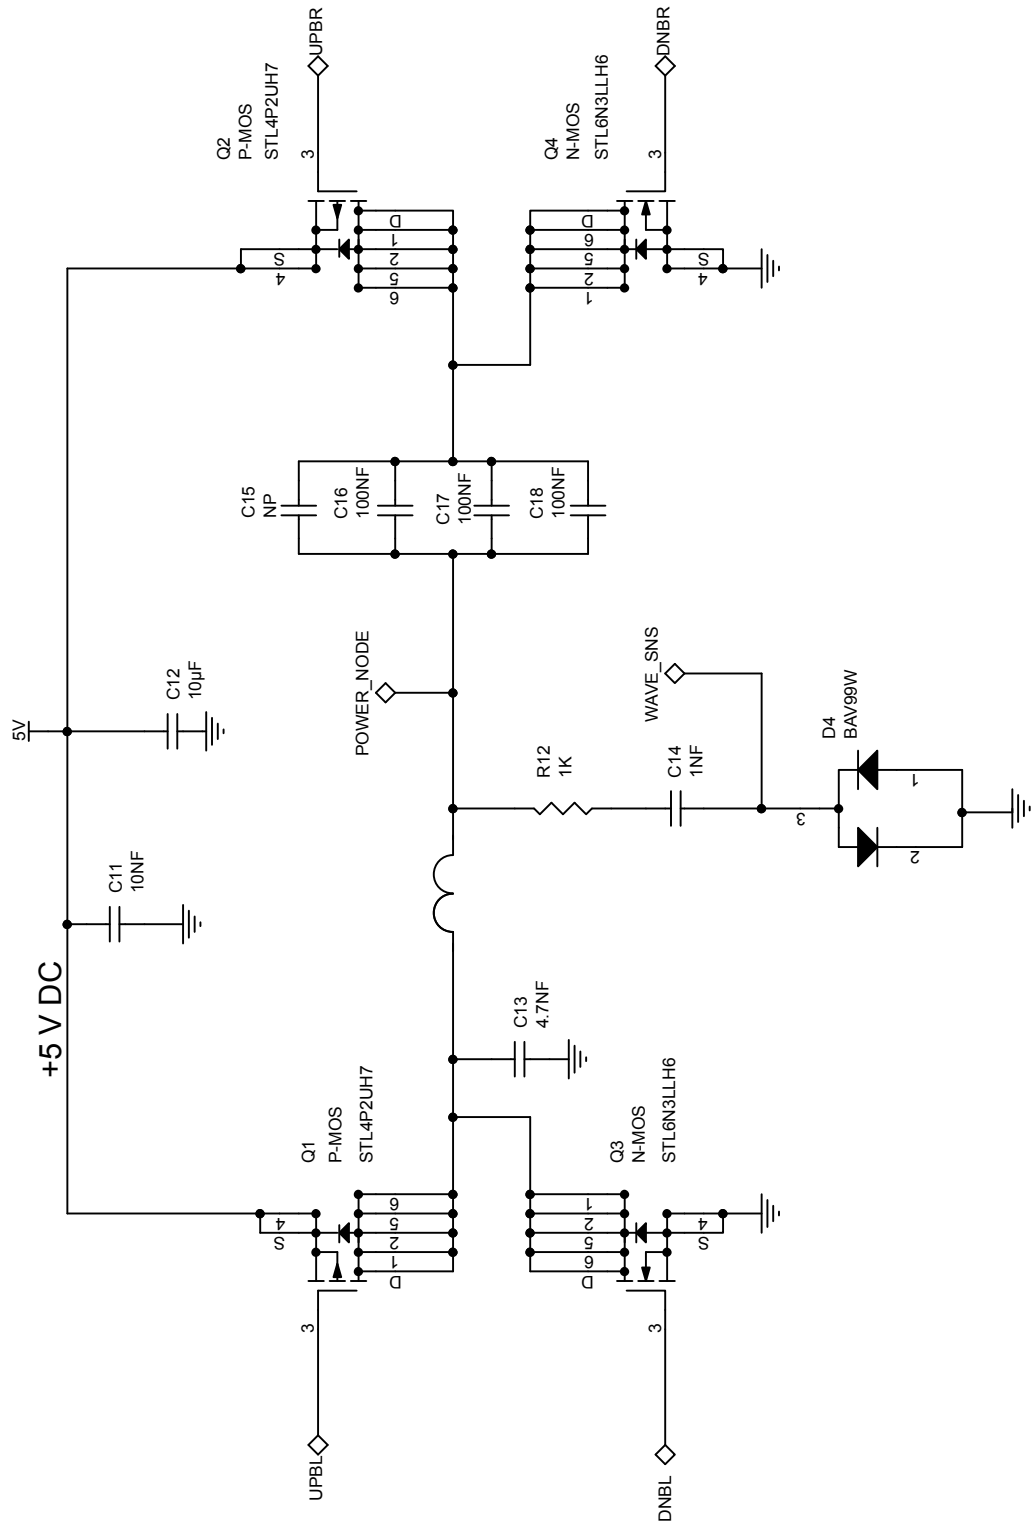 5V
+5 V DC
C11
10NF
C12
10µF
UPBL
3
Q1
P-MOS
STL4P2UH7
S
4
D
1
2
5
6
Q2
P-MOS
STL4P2UH7
3
UPBR
4
S
6
5
2
1
D
C13
4.7NF
POWER_NODE
C15
NP
C16
100NF
C17
100NF
C18
100NF
R12
1K
C14
1NF
WAVE_SNS
3
D4
BAV99W
2
1
DNBL
3
Q3
N-MOS
STL6N3LLH6
D
6
5
2
1
S
4
Q4
N-MOS
STL6N3LLH6
3
DNBR
1
2
5
6
D
4
S